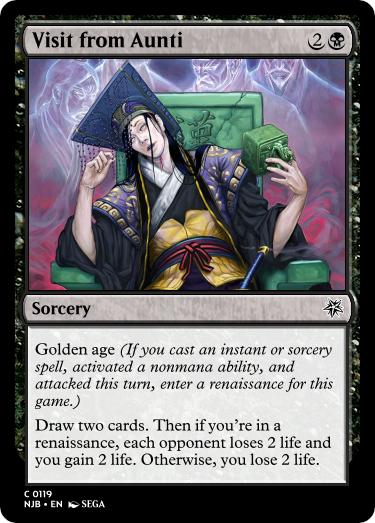 Visit from Aunti 2
Sorcery
Golden age (If you cast an instant or sorcery
spell, activated a nonmana ability, and
attacked this turn, enter a renaissance for this
game.)
Draw two cards. Then if you're in a
renaissance, each opponent loses 2 life and
you gain 2 life. Otherwise, you lose 2 life.
C 0119
NJB • EN SEGA